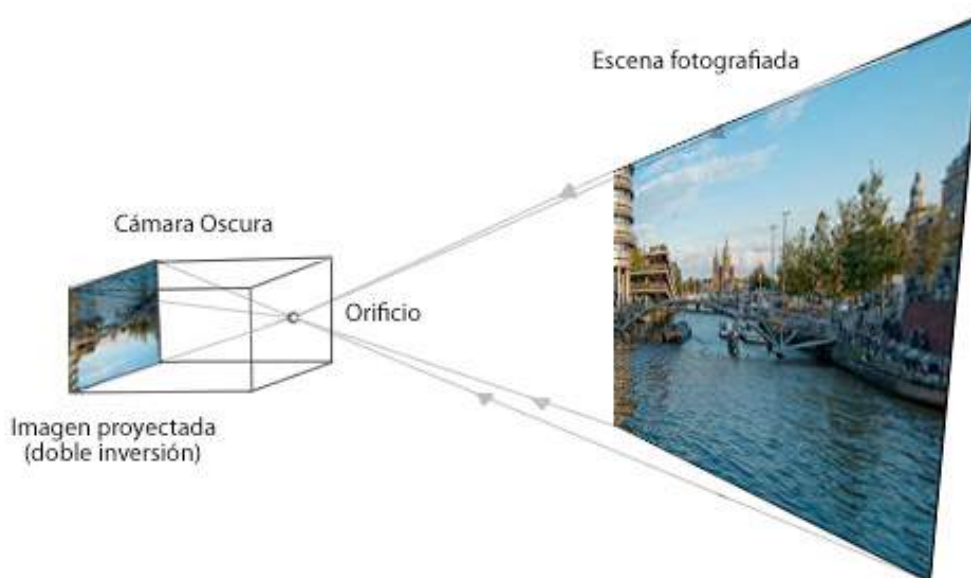 Escena fotografiada
Cámara Oscura
Orificio
Imagen proyectada
(doble inversión)